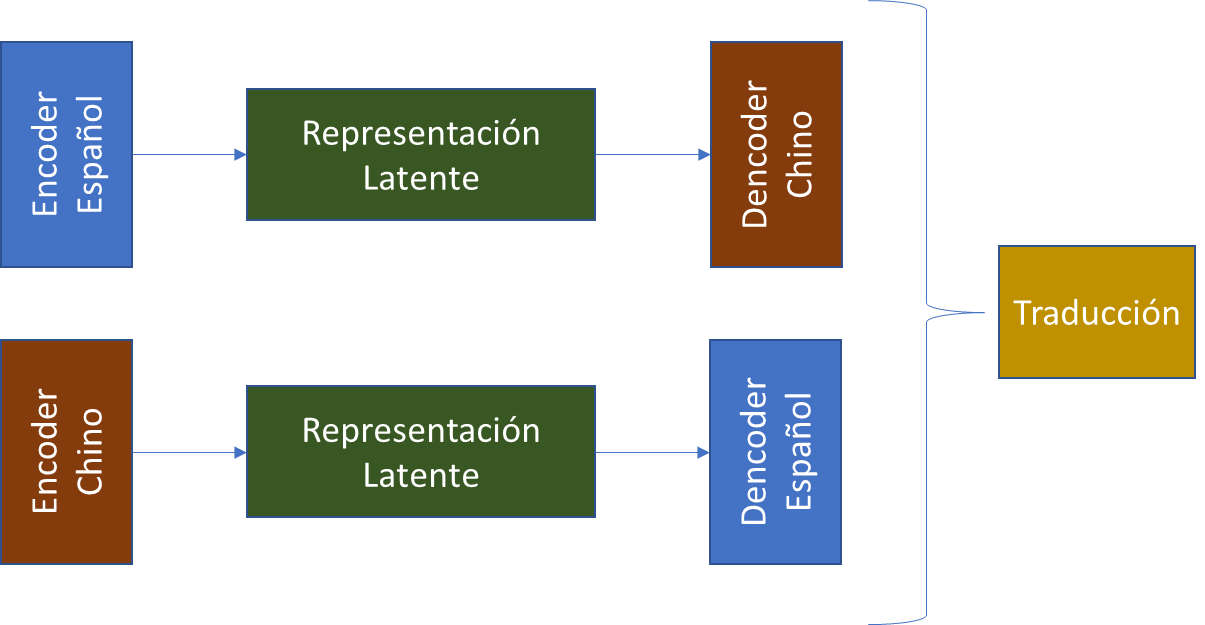 Encoder
Español
Representación
Latente
Dencoder
Chino
Encoder
Chino
Representación
Latente
Dencoder
Español
Traducción